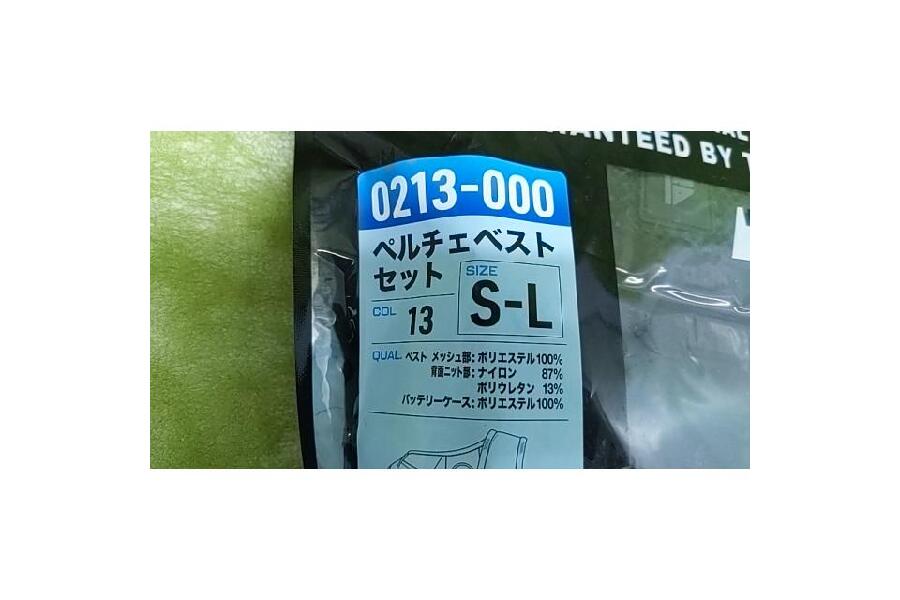 WANTEED BY T
0213-000
ペルチェベスト
セット
SIZE
S-L
COL 13
QUAL ベスト メッシュ部:ポリエステル100%
背面ニット部:ナイロン 87%
ポリウレタン 13%
バッテリーケース:ポリエステル100%